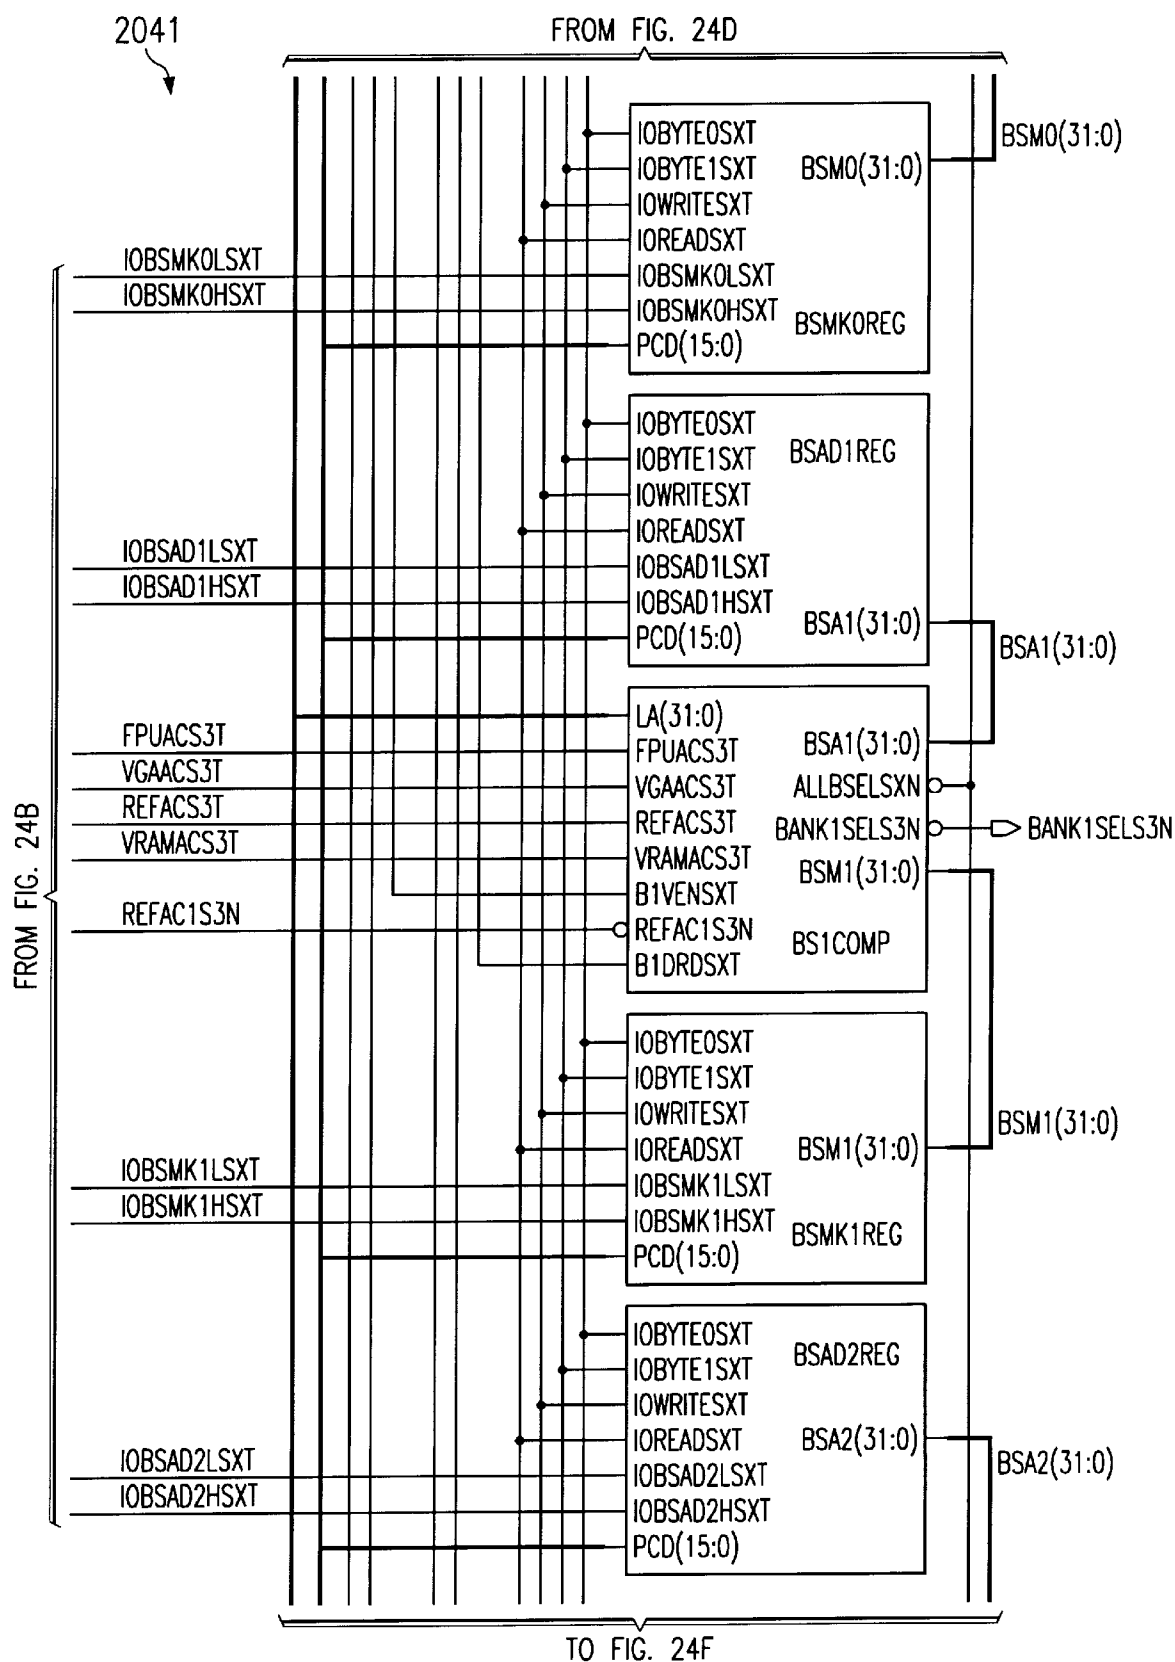 2041
FROM FIG. 24D
IOBYTE0SXT
IOBYTE1SXT
IOWRITESXT
IOREADSXT
IOBSMK0LSXT
IOBSMK0HSXT
PCD(15:0)
BSM0(31:0)
BSMK0REG
BSM0(31:0)
IOBSMK0LSXT
IOBSMK0HSXT
IOBYTE0SXT
IOBYTE1SXT
IOWRITESXT
IOREADSXT
IOBSAD1LSXT
IOBSAD1HSXT
PCD(15:0)
BSAD1REG
BSA1(31:0)
BSA1(31:0)
IOBSAD1LSXT
IOBSAD1HSXT
LA(31:0)
FPUACS3T
VGAACS3T
REFACS3T
VRAMACS3T
B1VENSXT
REFAC1S3N
B1DRDSXT
BSA1(31:0)
ALLBSELSXN
BANK1SELS3N
BSM1(31:0)
BS1COMP
BANK1SELS3N
FPUACS3T
VGAACS3T
REFACS3T
VRAMACS3T
REFAC1S3N
FROM FIG. 24B
IOBYTE0SXT
IOBYTE1SXT
IOWRITESXT
IOREADSXT
IOBSMK1LSXT
IOBSMK1HSXT
PCD(15:0)
BSM1(31:0)
BSMK1REG
BSM1(31:0)
IOBSMK1LSXT
IOBSMK1HSXT
IOBYTE0SXT
IOBYTE1SXT
IOWRITESXT
IOREADSXT
IOBSAD2LSXT
IOBSAD2HSXT
PCD(15:0)
BSAD2REG
BSA2(31:0)
BSA2(31:0)
IOBSAD2LSXT
IOBSAD2HSXT
TO FIG. 24F